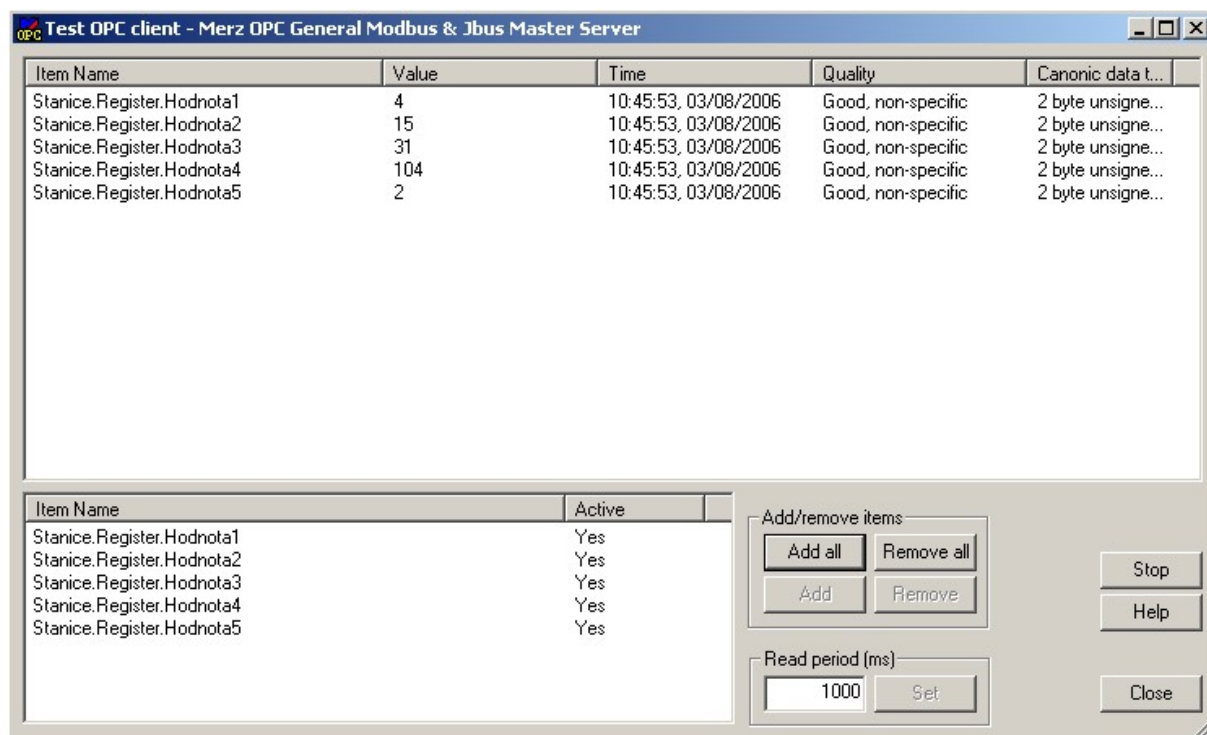 OPC Test OPC client - Merz OPC General Modbus & Jbus Master Server
Item Name Value Time Quality Canonic data t...
Stanice.Register.Hodnota1 4 10:45:53, 03/08/2006 Good, non-specific 2 byte unsigne...
Stanice.Register.Hodnota2 15 10:45:53, 03/08/2006 Good, non-specific 2 byte unsigne...
Stanice.Register.Hodnota3 31 10:45:53, 03/08/2006 Good, non-specific 2 byte unsigne...
Stanice.Register.Hodnota4 104 10:45:53, 03/08/2006 Good, non-specific 2 byte unsigne...
Stanice.Register.Hodnota5 2 10:45:53, 03/08/2006 Good, non-specific 2 byte unsigne...
Item Name Active
Stanice.Register.Hodnota1 Yes
Stanice.Register.Hodnota2 Yes
Stanice.Register.Hodnota3 Yes
Stanice.Register.Hodnota4 Yes
Stanice.Register.Hodnota5 Yes
Add/remove items
Add all Remove all
Add Remove
Read period (ms)
1000 Set
Stop
Help
Close